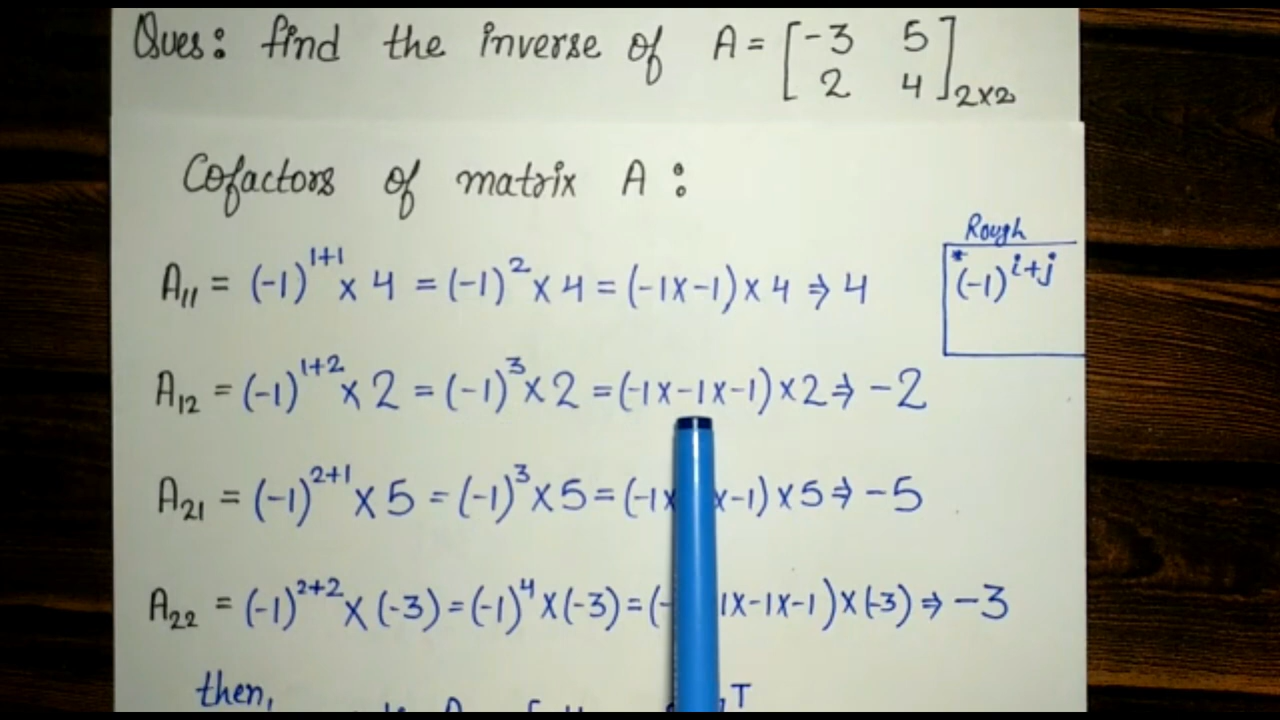 Ques: find the inverse of A = [-3 5
2 4]2×2
Cofactors of matrix A :
Rough
* (-1)^{i+j}
A₁₁ = (-1)^{1+1} × 4 = (-1)^2 × 4 = (-1×-1) × 4 ⇒ 4
A₁₂ = (-1)^{1+2} × 2 = (-1)^3 × 2 = (-1×-1×-1) × 2 ⇒ -2
A₂₁ = (-1)^{2+1} × 5 = (-1)^3 × 5 = (-1× ×-1) × 5 ⇒ -5
A₂₂ = (-1)^{2+2} × (-3) = (-1)^4 × (-3) = (- 1×-1×-1) × (-3) ⇒ -3
then,
T